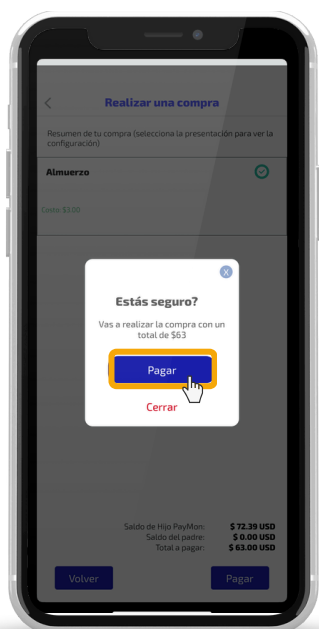 Realizar una compra
Resumen de tu compra (selecciona la presentación para ver la
configuración)
Almuerzo
Costo: $3.00
X
Estás seguro?
Vas a realizar la compra con un
total de $63
Pagar
Cerrar
Saldo de Hijo PayMon: $ 72.39 USD
Saldo del padre: $ 0.00 USD
Total a pagar: $ 63.00 USD
Volver Pagar